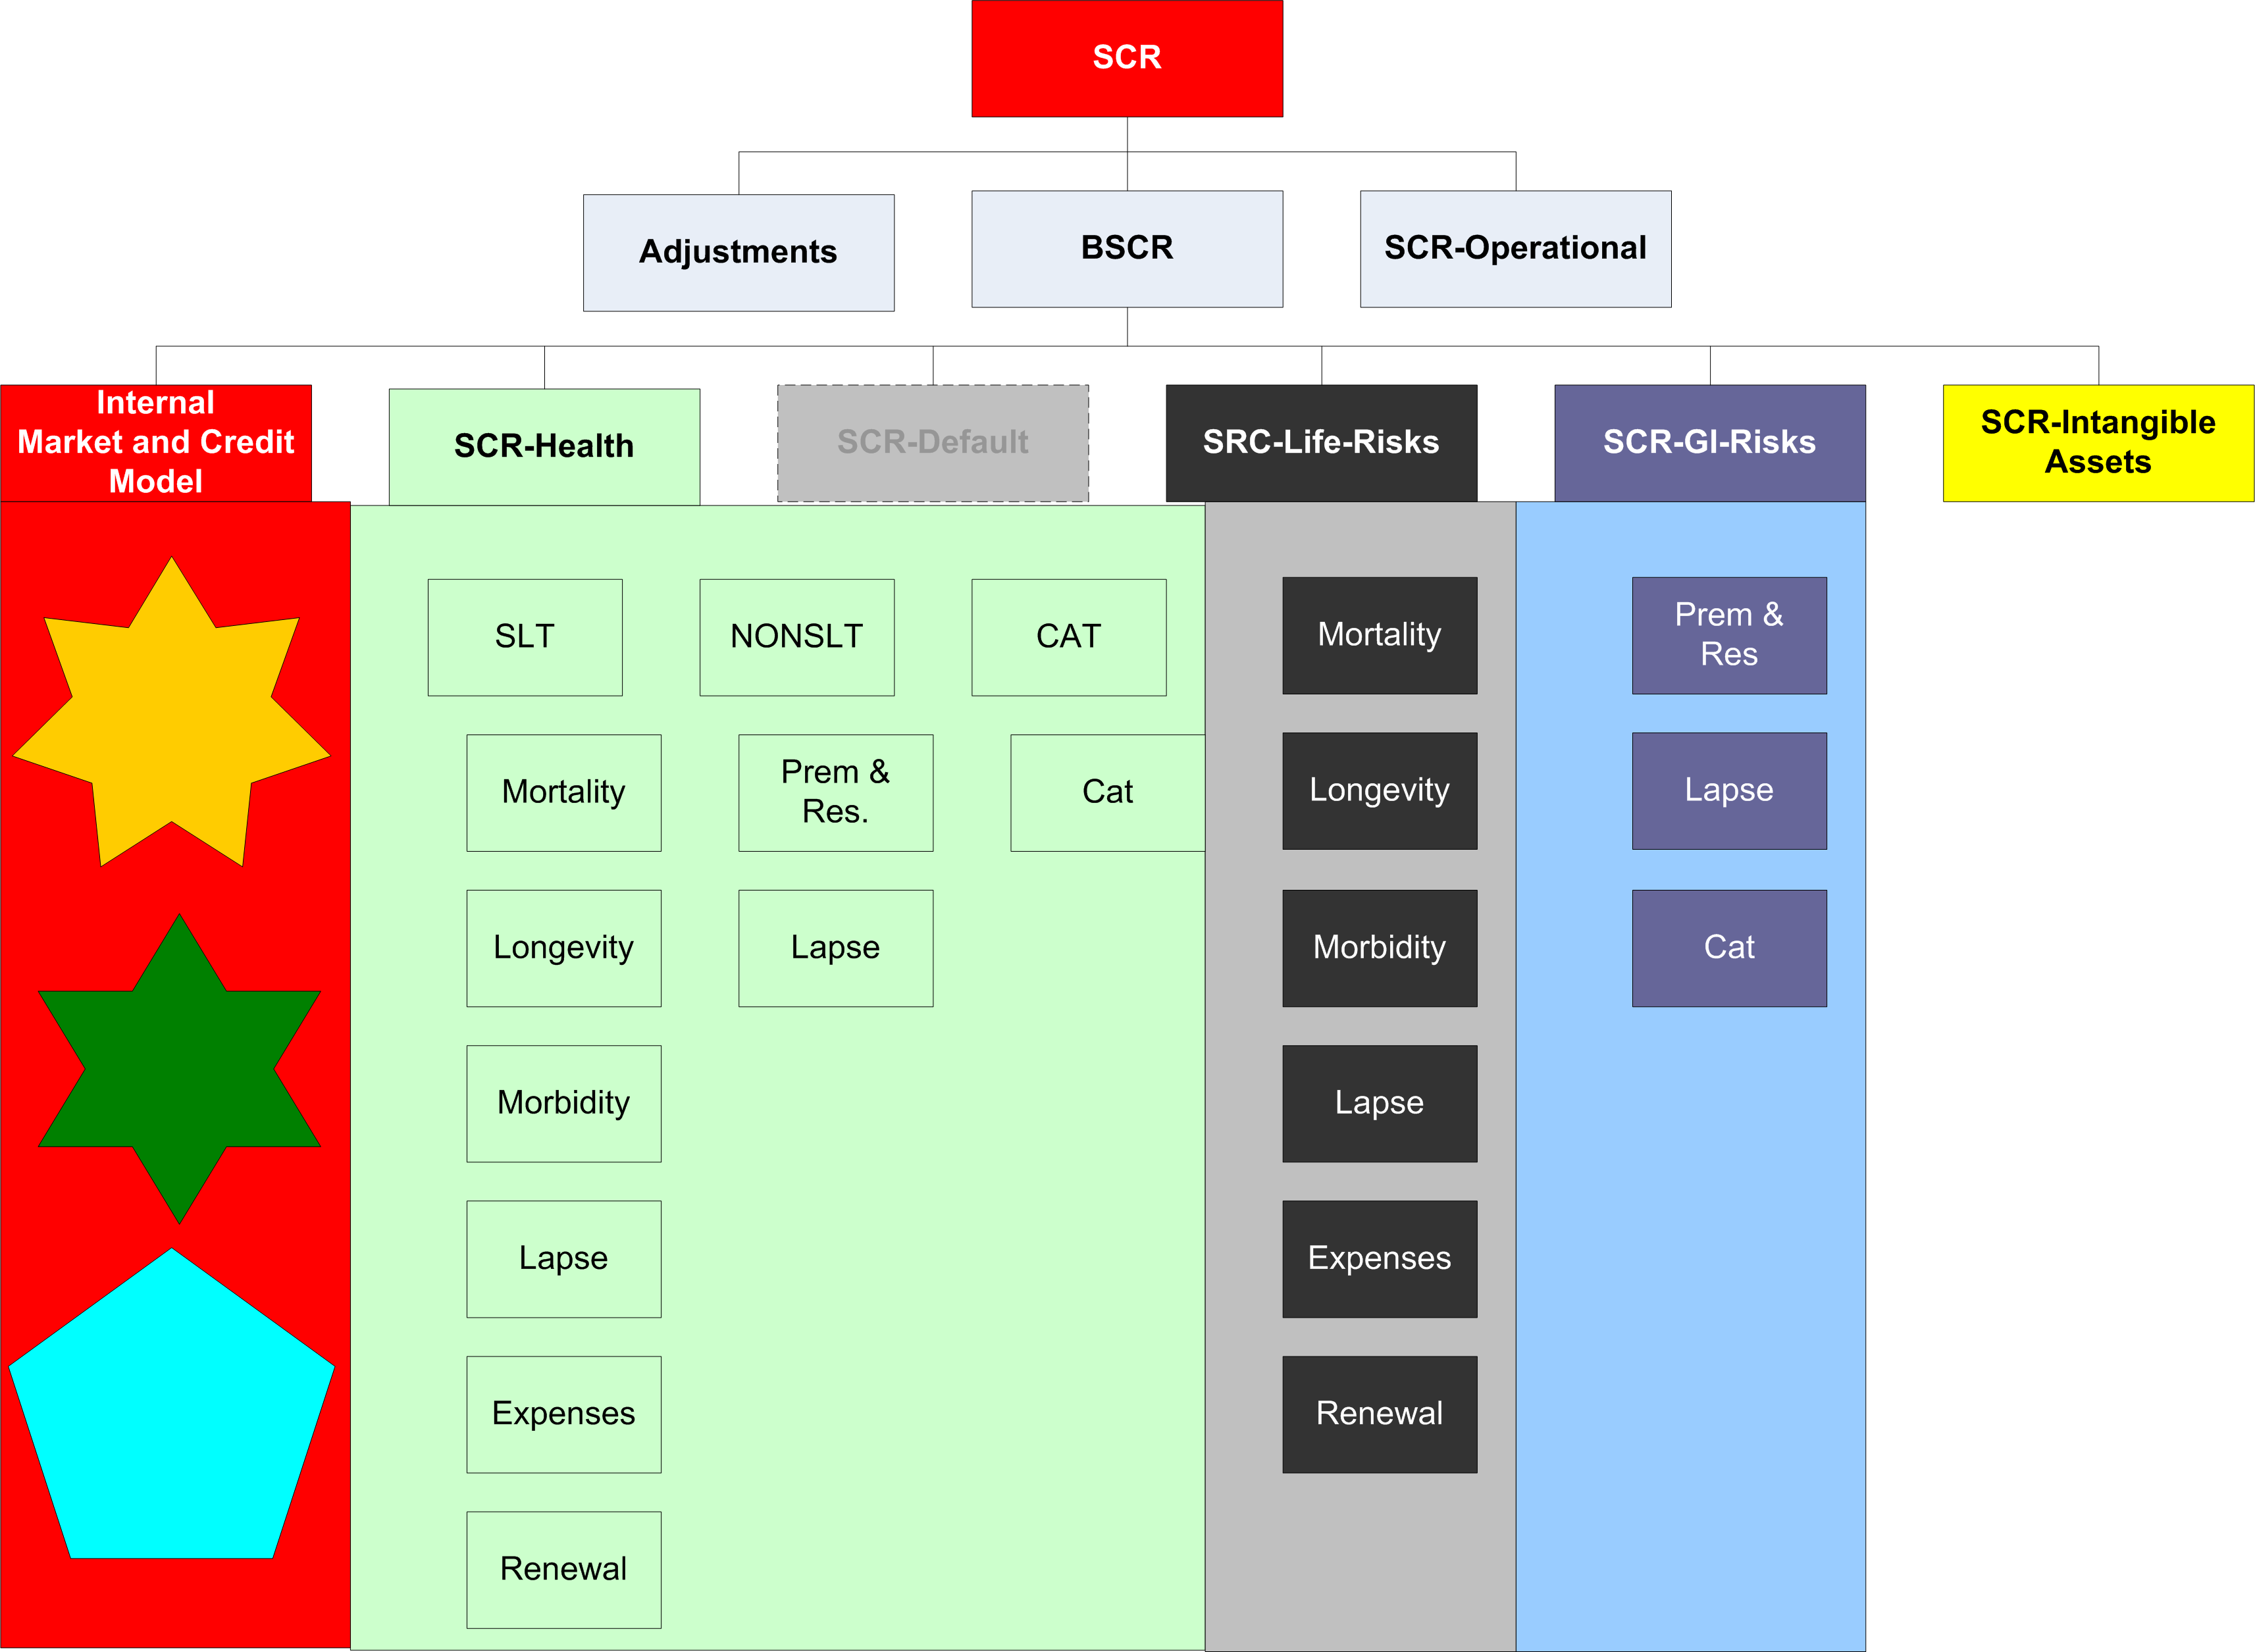 SCR
Adjustments
BSCR
SCR-Operational
Internal
Market and Credit
Model
SCR-Health
SCR-Default
SRC-Life-Risks
SCR-GI-Risks
SCR-Intangible
Assets
SLT
NONSLT
CAT
Mortality
Prem &
Res
Mortality
Prem &
Res.
Cat
Longevity
Lapse
Longevity
Lapse
Morbidity
Cat
Morbidity
Lapse
Lapse
Expenses
Expenses
Renewal
Renewal